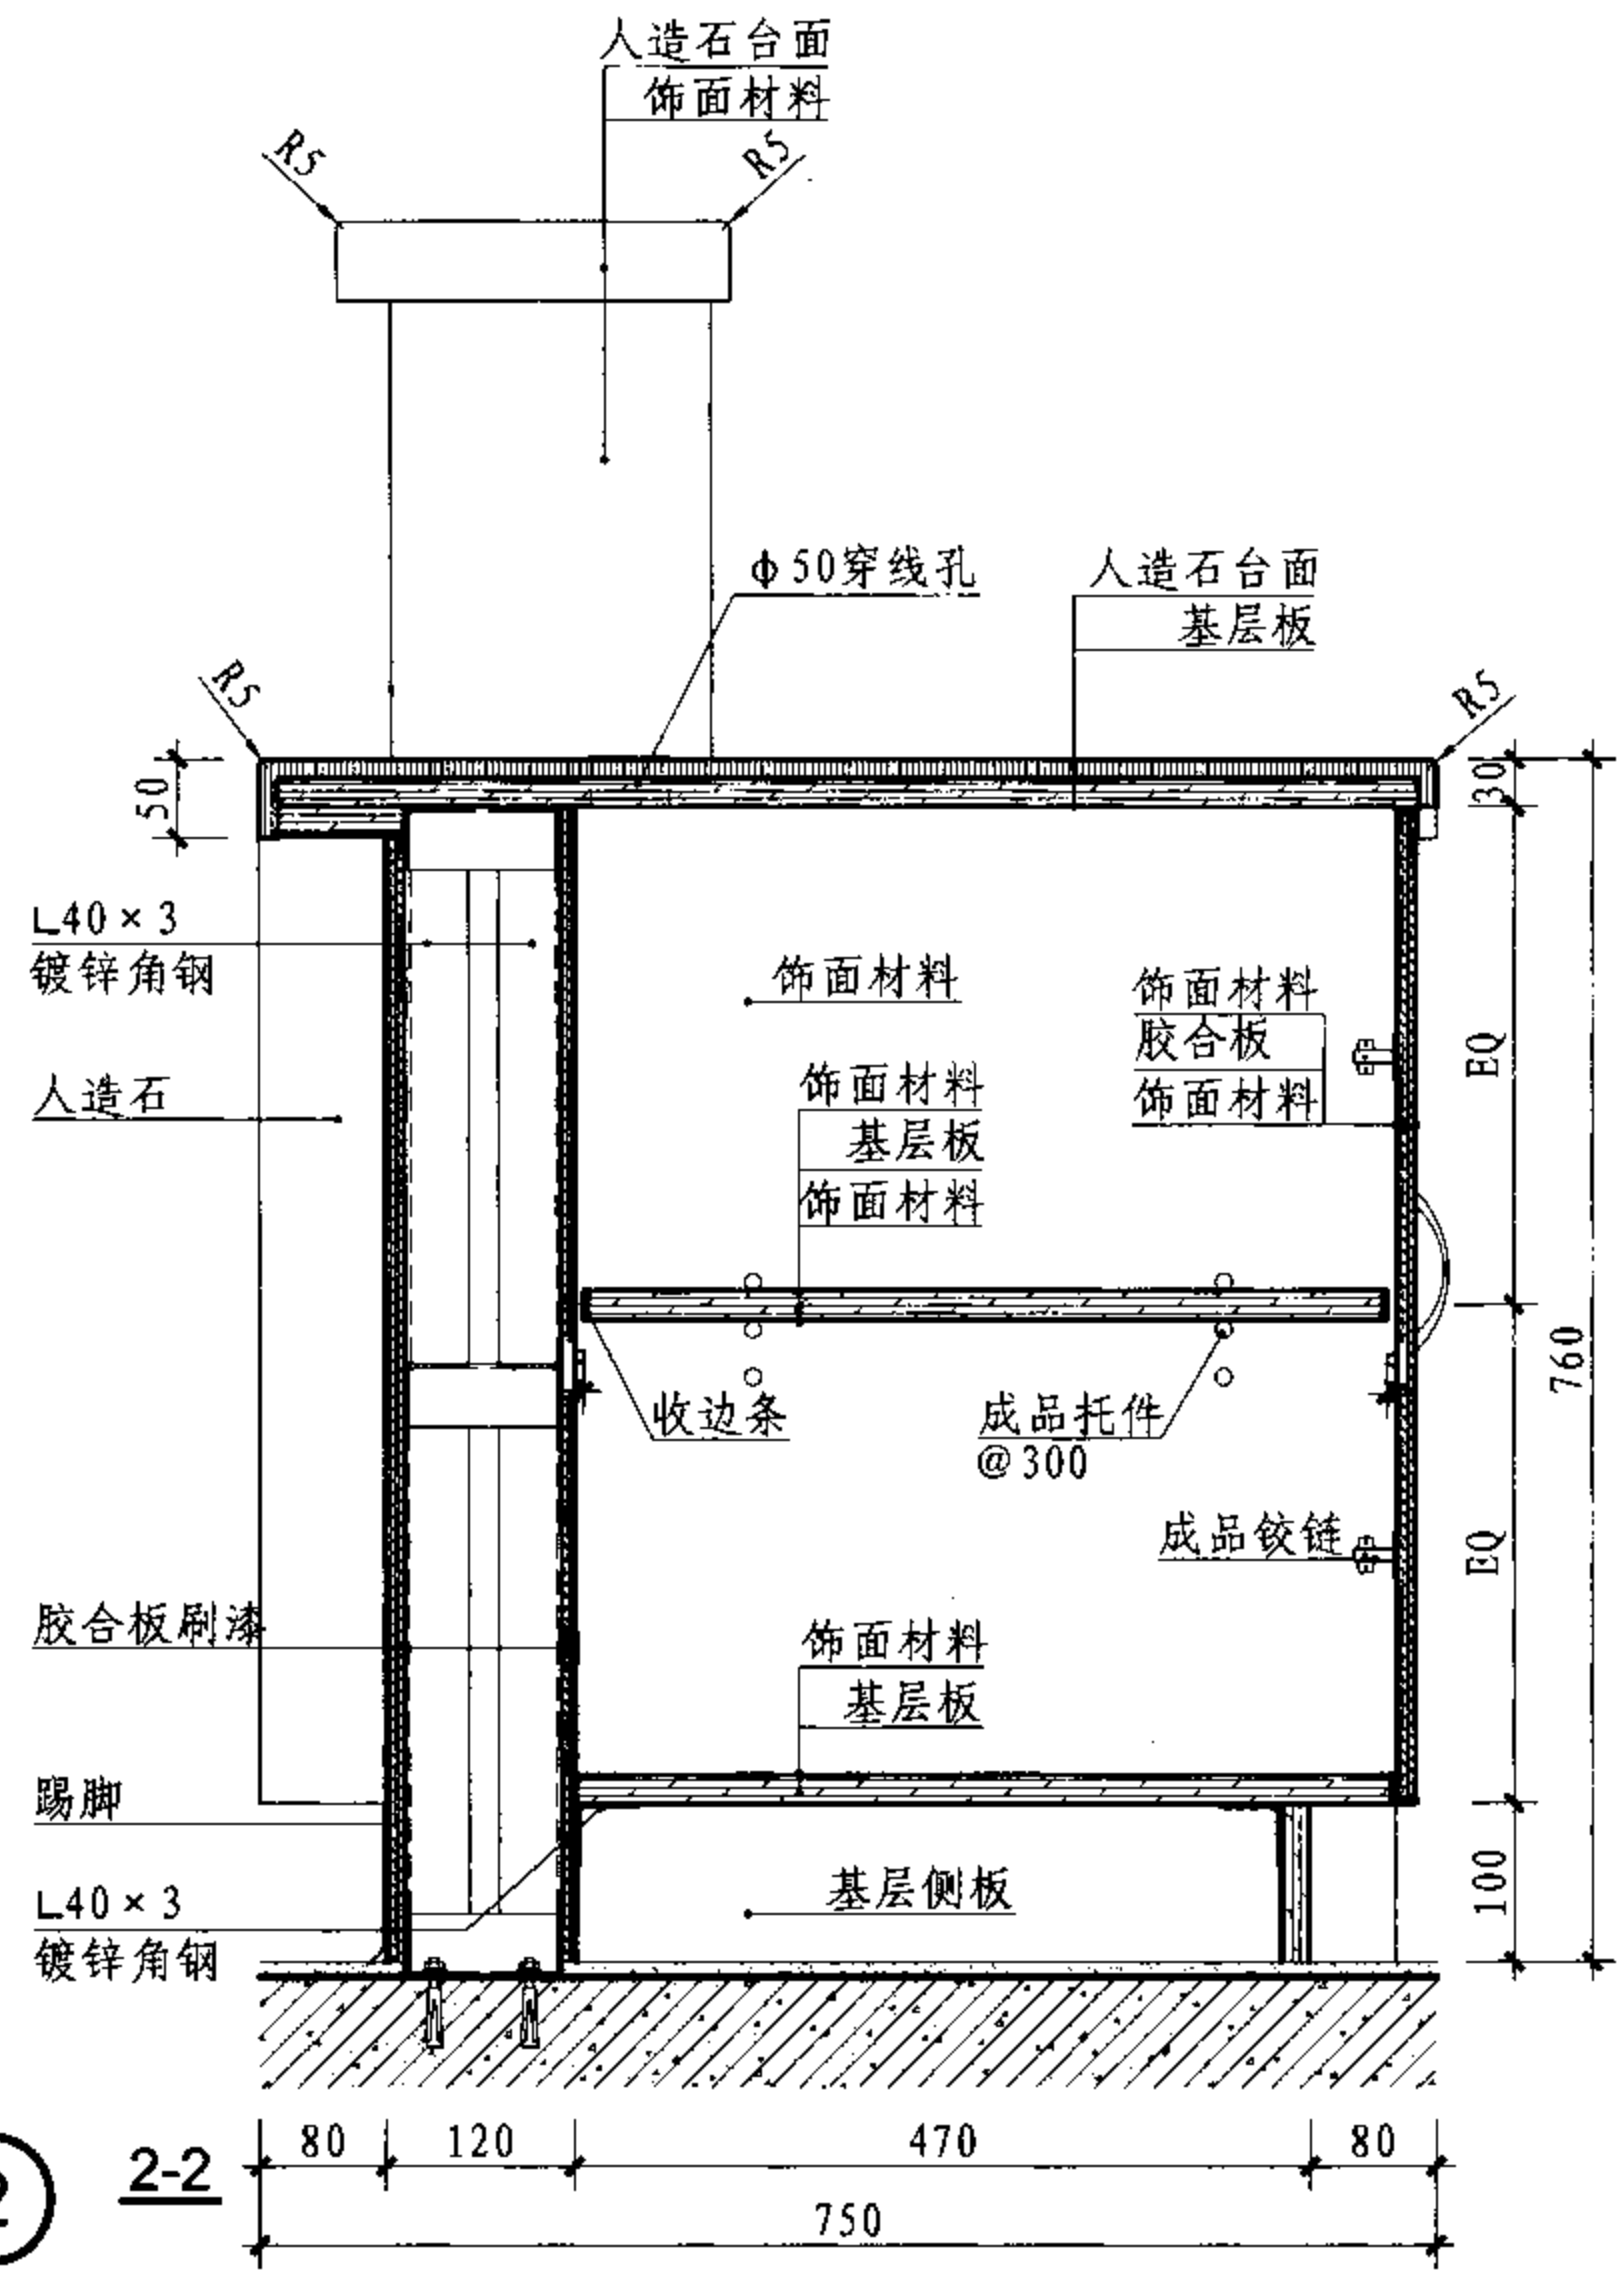 人造石台面
饰面材料
R5
R5
ф50穿线孔
人造石台面
基层板
R5
R5
50
30
∟40×3
镀锌角钢
饰面材料
饰面材料
胶合板
饰面材料
EQ
人造石
饰面材料
基层板
饰面材料
760
收边条
成品托件
@300
成品铰链
EQ
胶合板刷漆
饰面材料
基层板
踢脚
∟40×3
镀锌角钢
基层侧板
100
80
120
470
80
2-2
750